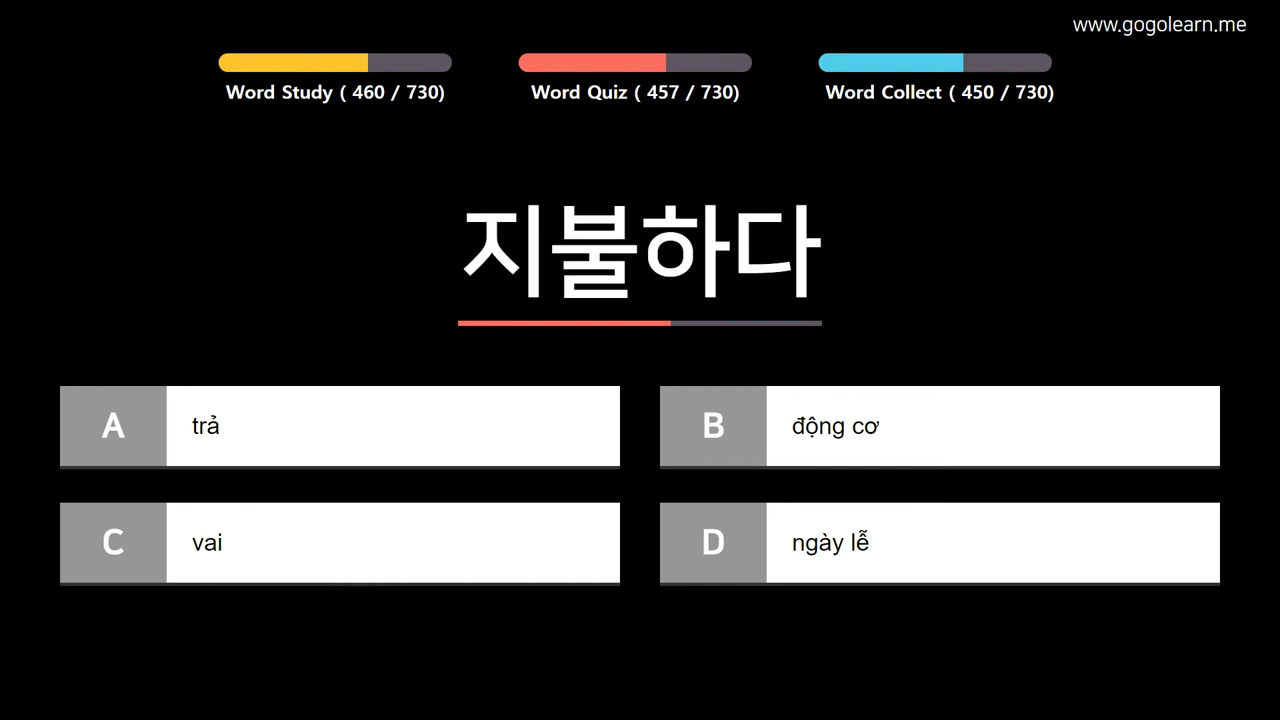 www.gogolearn.me
Word Study ( 460 / 730)
Word Quiz ( 457 / 730)
Word Collect ( 450 / 730)
지불하다
A trả
B động cơ
C vai
D ngày lễ